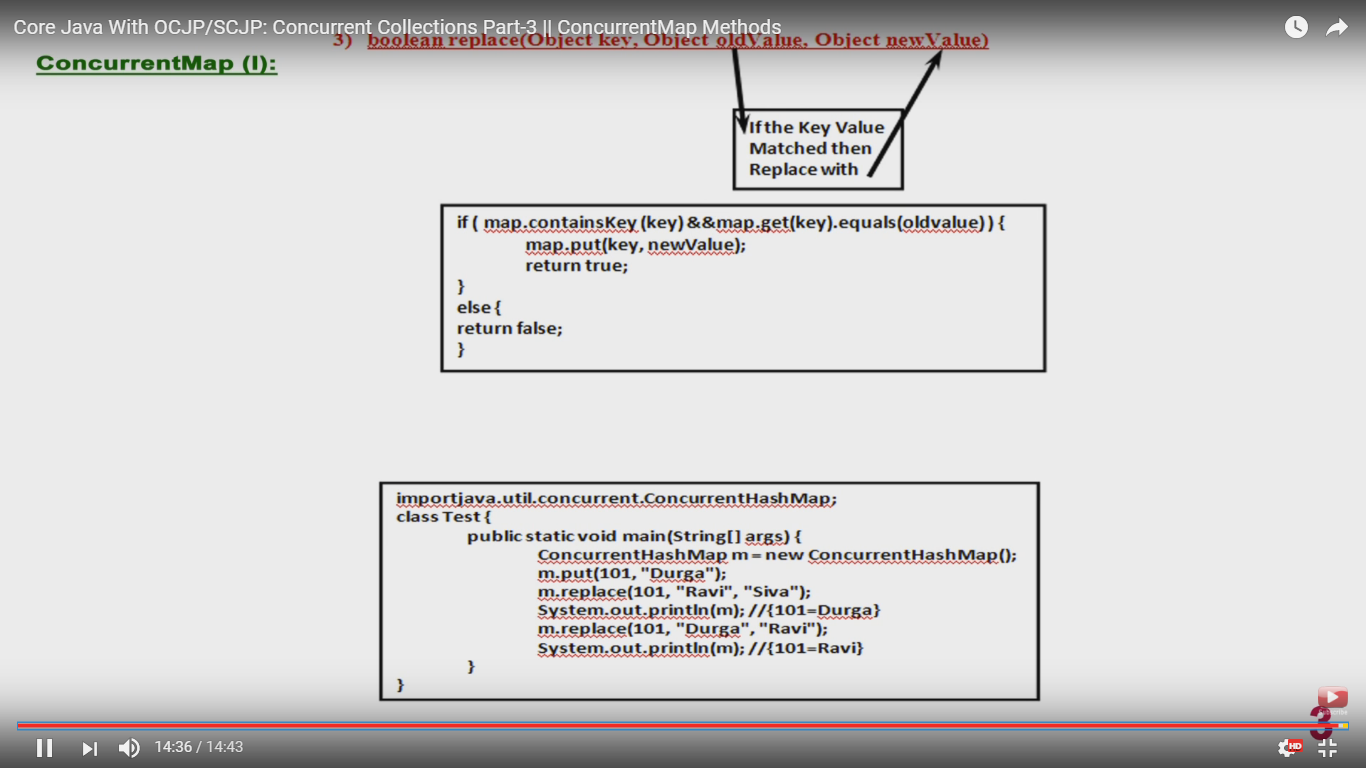 Core Java With OCJP/SCJP: Concurrent Collections Part-3 || ConcurrentMap Methods
3) boolean replace(Object key, Object oldValue, Object newValue)
ConcurrentMap (I):
If the Key Value
Matched then
Replace with
if ( map.containsKey (key) &&map.get(key).equals(oldvalue) ) {
map.put(key, newValue);
return true;
}
else {
return false;
}
importjava.util.concurrent.ConcurrentHashMap;
class Test {
public static void main(String[] args) {
ConcurrentHashMap m = new ConcurrentHashMap();
m.put(101, "Durga");
m.replace(101, "Ravi", "Siva");
System.out.println(m); //{101=Durga}
m.replace(101, "Durga", "Ravi");
System.out.println(m); //{101=Ravi}
}
}
3
14:36 / 14:43
HD